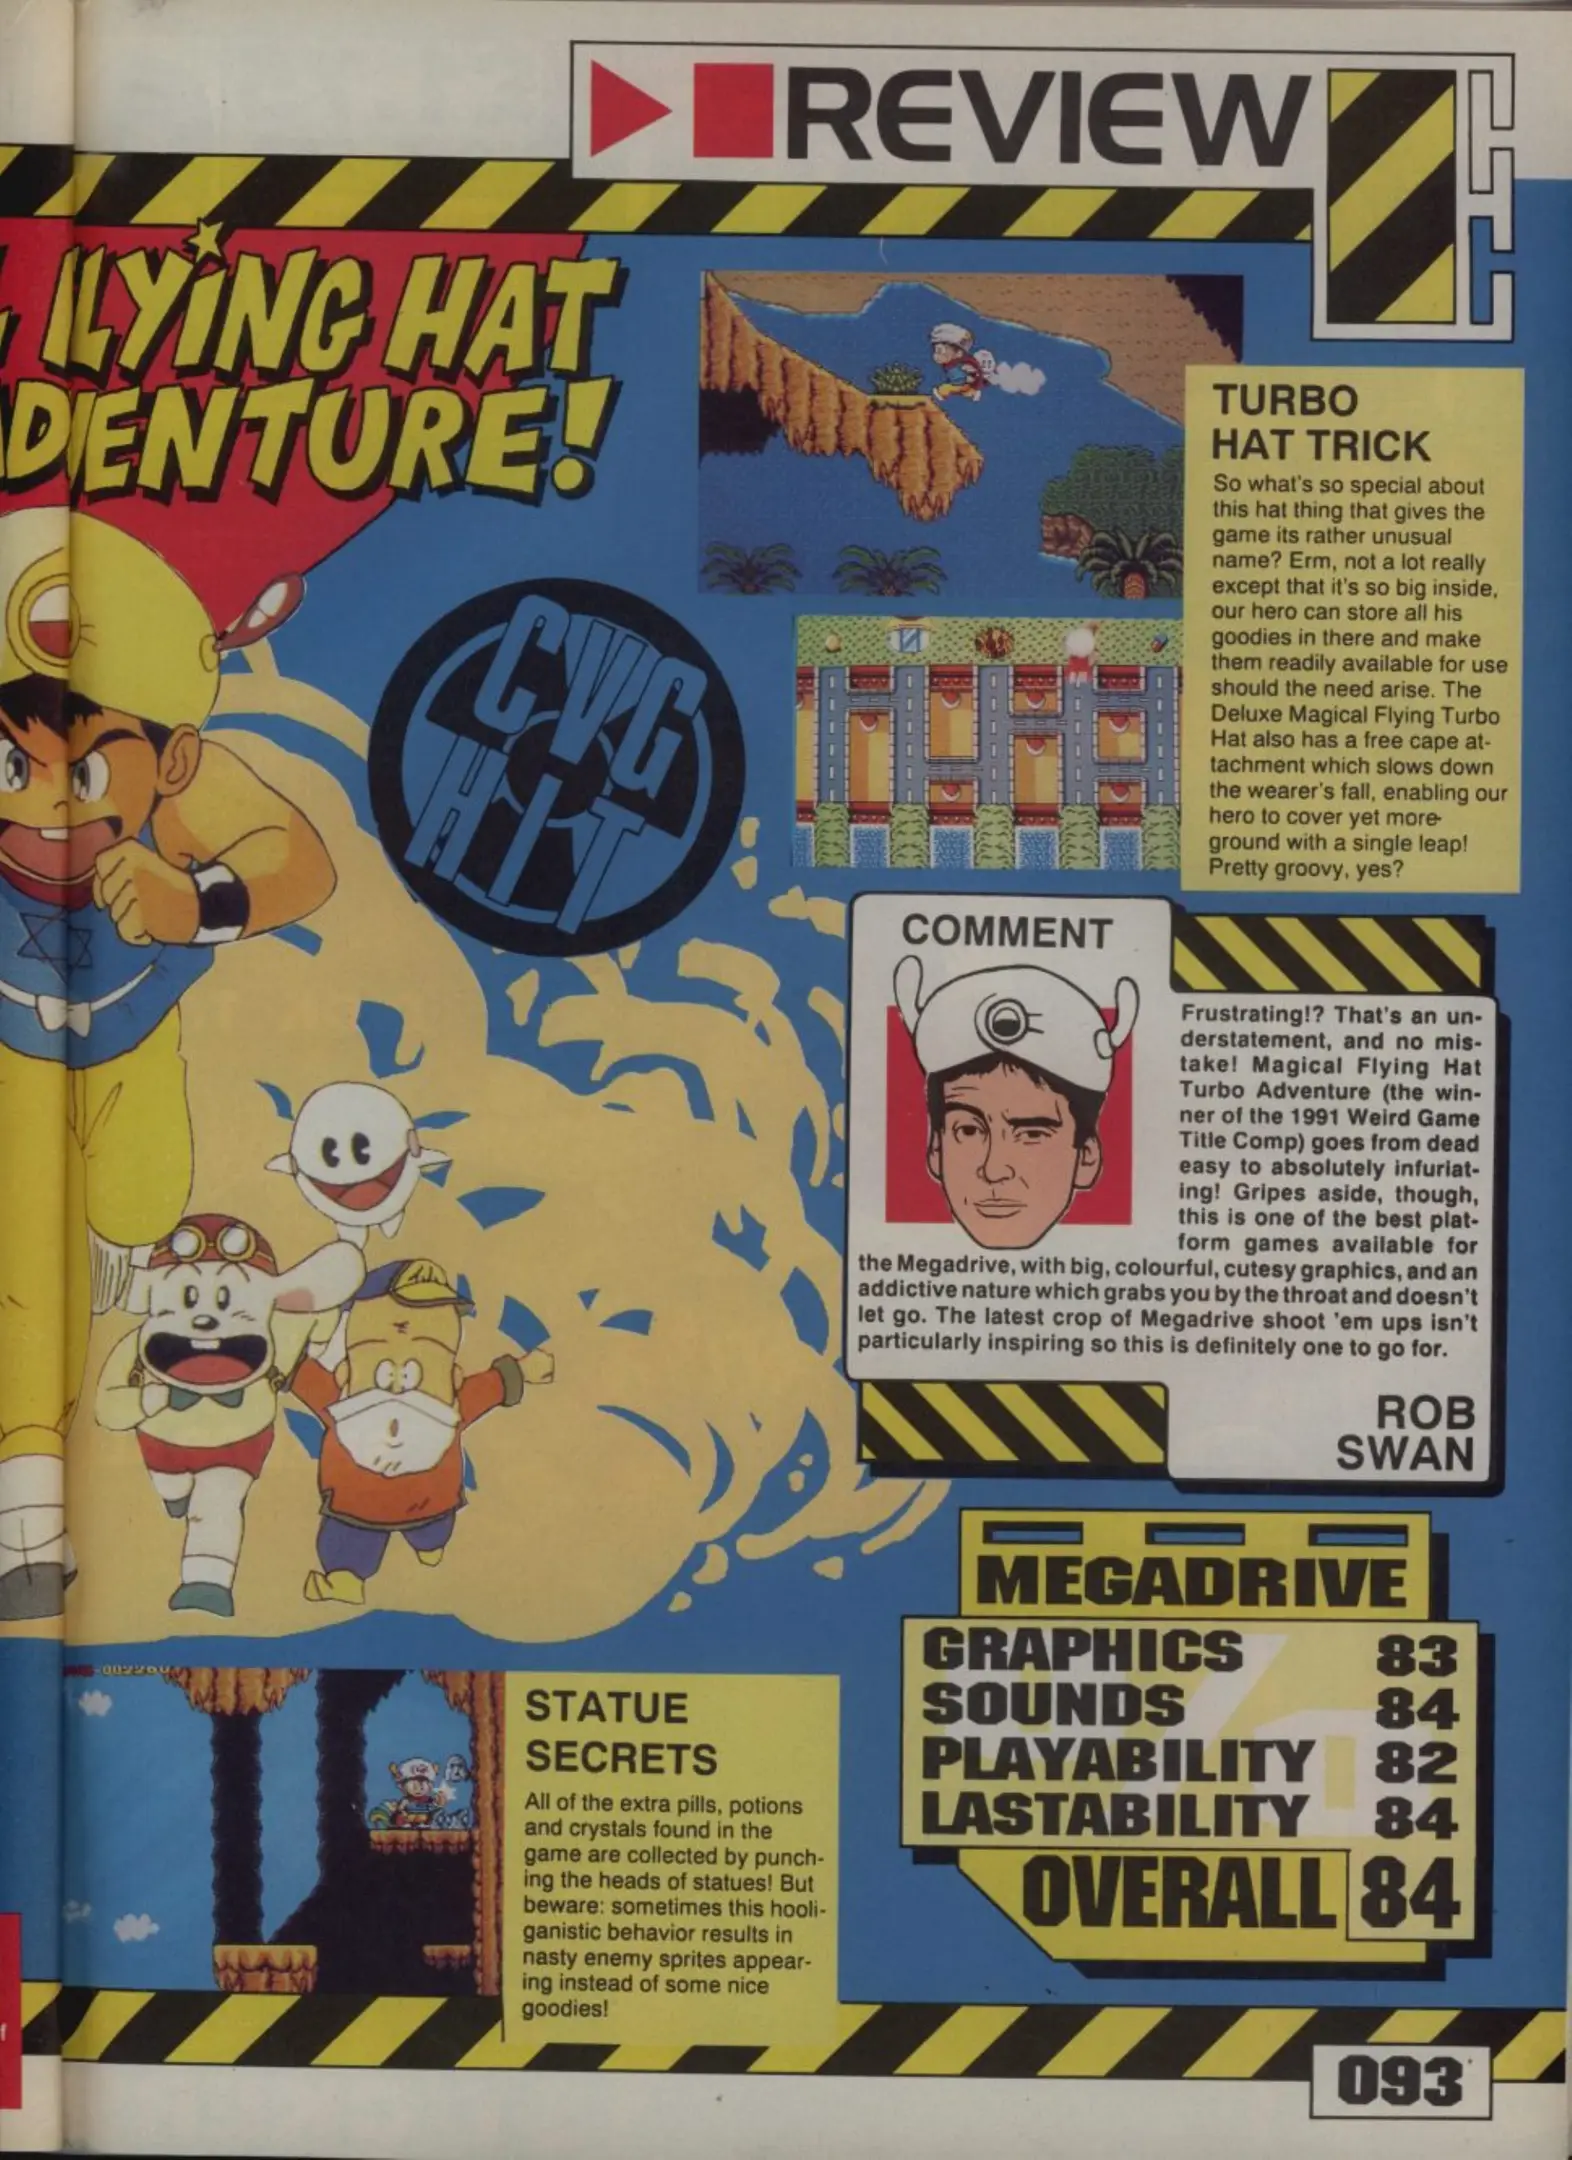 REVIEW
FLYING HAT
ADVENTURE!
CVG
HIT
TURBO
HAT TRICK
So what's so special about
this hat thing that gives the
game its rather unusual
name? Erm, not a lot really
except that it's so big inside,
our hero can store all his
goodies in there and make
them readily available for use
should the need arise. The
Deluxe Magical Flying Turbo
Hat also has a free cape at-
tachment which slows down
the wearer's fall, enabling our
hero to cover yet more
ground with a single leap!
Pretty groovy, yes?
COMMENT
Frustrating!? That's an un-
derstatement, and no mis-
take! Magical Flying Hat
Turbo Adventure (the win-
ner of the 1991 Weird Game
Title Comp) goes from dead
easy to absolutely infuriat-
ing! Gripes aside, though,
this is one of the best plat-
form games available for
the Megadrive, with big, colourful, cutesy graphics, and an
addictive nature which grabs you by the throat and doesn't
let go. The latest crop of Megadrive shoot 'em ups isn't
particularly inspiring so this is definitely one to go for.
ROB
SWAN
MEGADRIVE
GRAPHICS 83
SOUNDS 84
PLAYABILITY 82
LASTABILITY 84
OVERALL 84
STATUE
SECRETS
All of the extra pills, potions
and crystals found in the
game are collected by punch-
ing the heads of statues! But
beware: sometimes this hooli-
ganistic behavior results in
nasty enemy sprites appear-
ing instead of some nice
goodies!
f
093